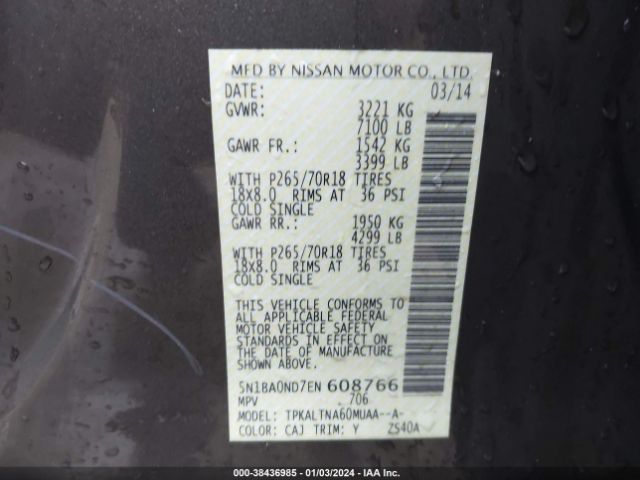 MFD BY NISSAN MOTOR CO., LTD.
DATE: 03/14
GVWR: 3221 KG
7100 LB
GAWR FR.: 1542 KG
3399 LB
WITH P265/70R18 TIRES
18x8.0 RIMS AT 36 PSI
COLD SINGLE
GAWR RR.: 1950 KG
4299 LB
WITH P265/70R18 TIRES
18x8.0 RIMS AT 36 PSI
COLD SINGLE
THIS VEHICLE CONFORMS TO
ALL APPLICABLE FEDERAL
MOTOR VEHICLE SAFETY
STANDARDS IN EFFECT ON
THE DATE OF MANUFACTURE
SHOWN ABOVE.
5N1BA0ND7EN 608766
MPV 706
MODEL: TPKALTNA60MUAA--A-
COLOR: CAJ TRIM: Y ZS40A
000-38436985 - 01/03/2024 - IAAI.COM